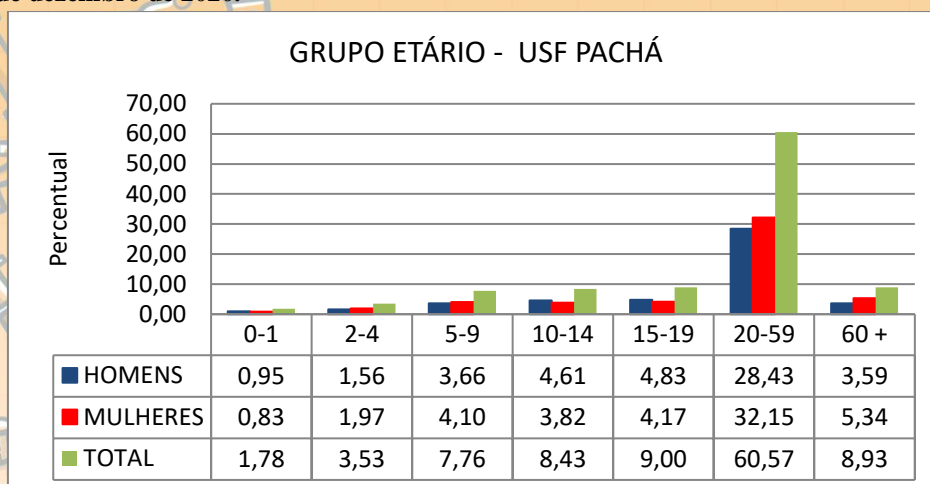 de dezembro de 2020.
GRUPO ETÁRIO - USF PACHÁ
Percentual
70,00
60,00
50,00
40,00
30,00
20,00
10,00
0,00
0-1 2-4 5-9 10-14 15-19 20-59 60 +
HOMENS 0,95 1,56 3,66 4,61 4,83 28,43 3,59
MULHERES 0,83 1,97 4,10 3,82 4,17 32,15 5,34
TOTAL 1,78 3,53 7,76 8,43 9,00 60,57 8,93